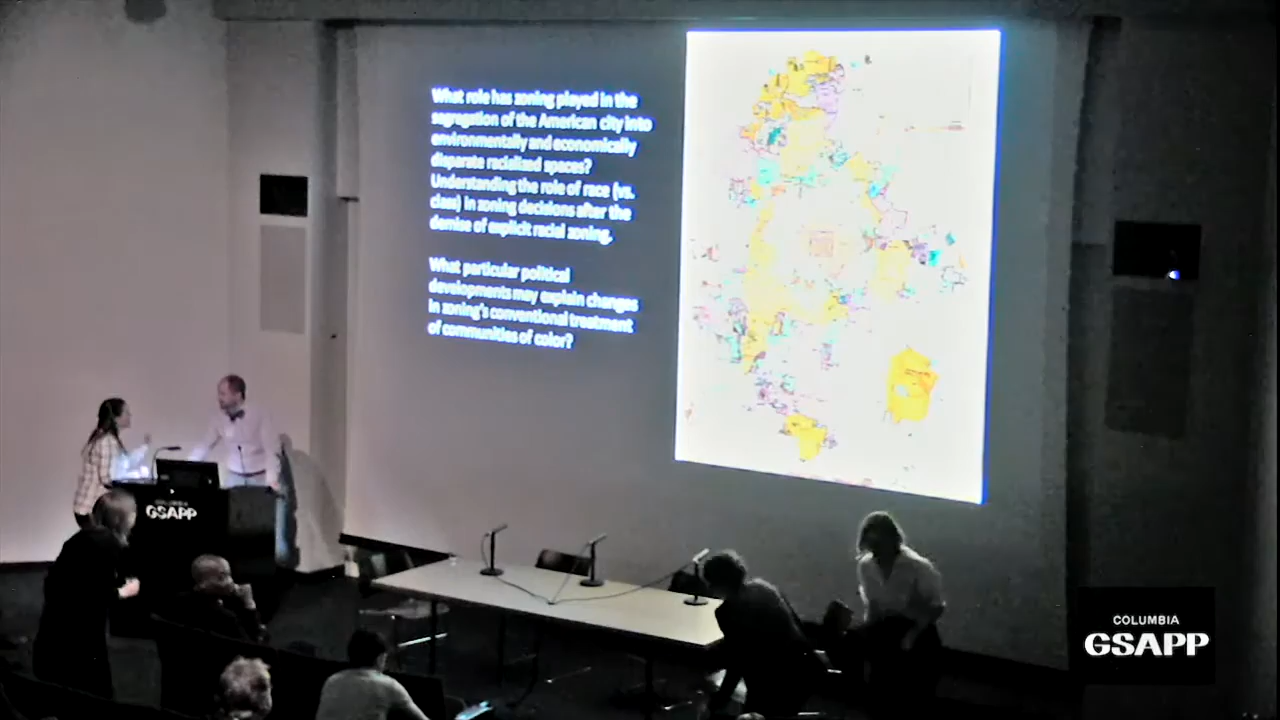 What role has zoning played in the
segregation of the American city into
environmentally and economically
disparate racialized spaces?
Understanding the role of race (vs.
class) in zoning decisions after the
demise of explicit racial zoning.
What particular political
developments may explain changes
in zoning's conventional treatment
of communities of color?
COLUMBIA
GSAPP
COLUMBIA
GSAPP